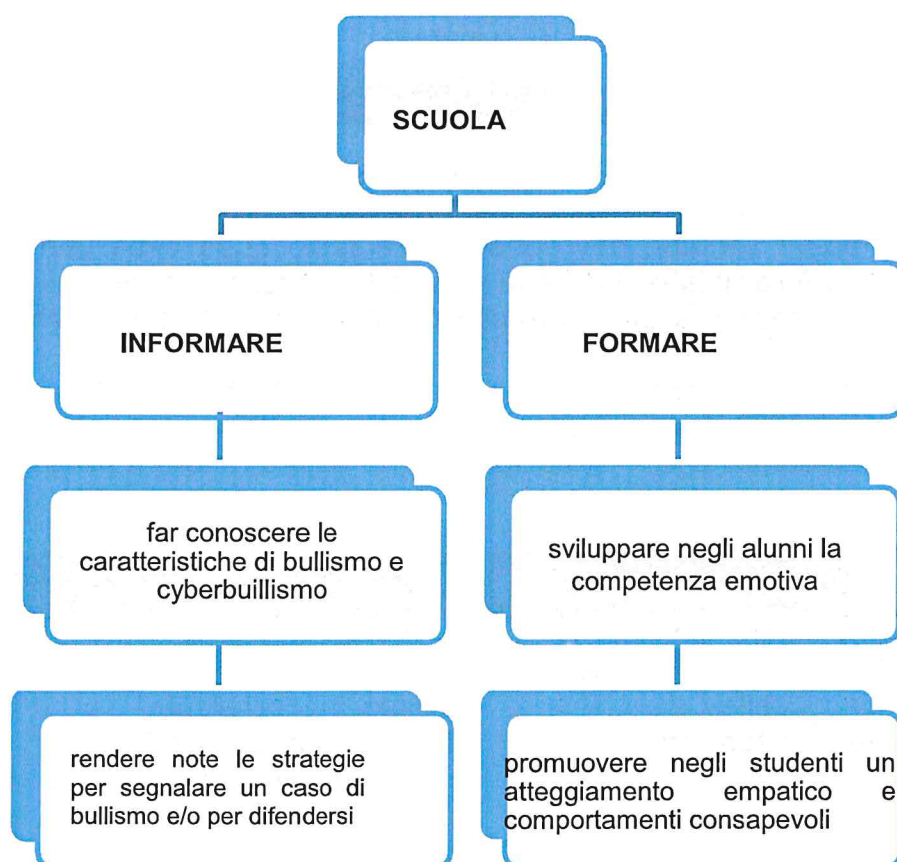 SCUOLA
INFORMARE
FORMARE
far conoscere le
caratteristiche di bullismo e
cyberbuillismo
sviluppare negli alunni la
competenza emotiva
rendere note le strategie
per segnalare un caso di
bullismo e/o per difendersi
promuovere negli studenti un
atteggiamento empatico e
comportamenti consapevoli